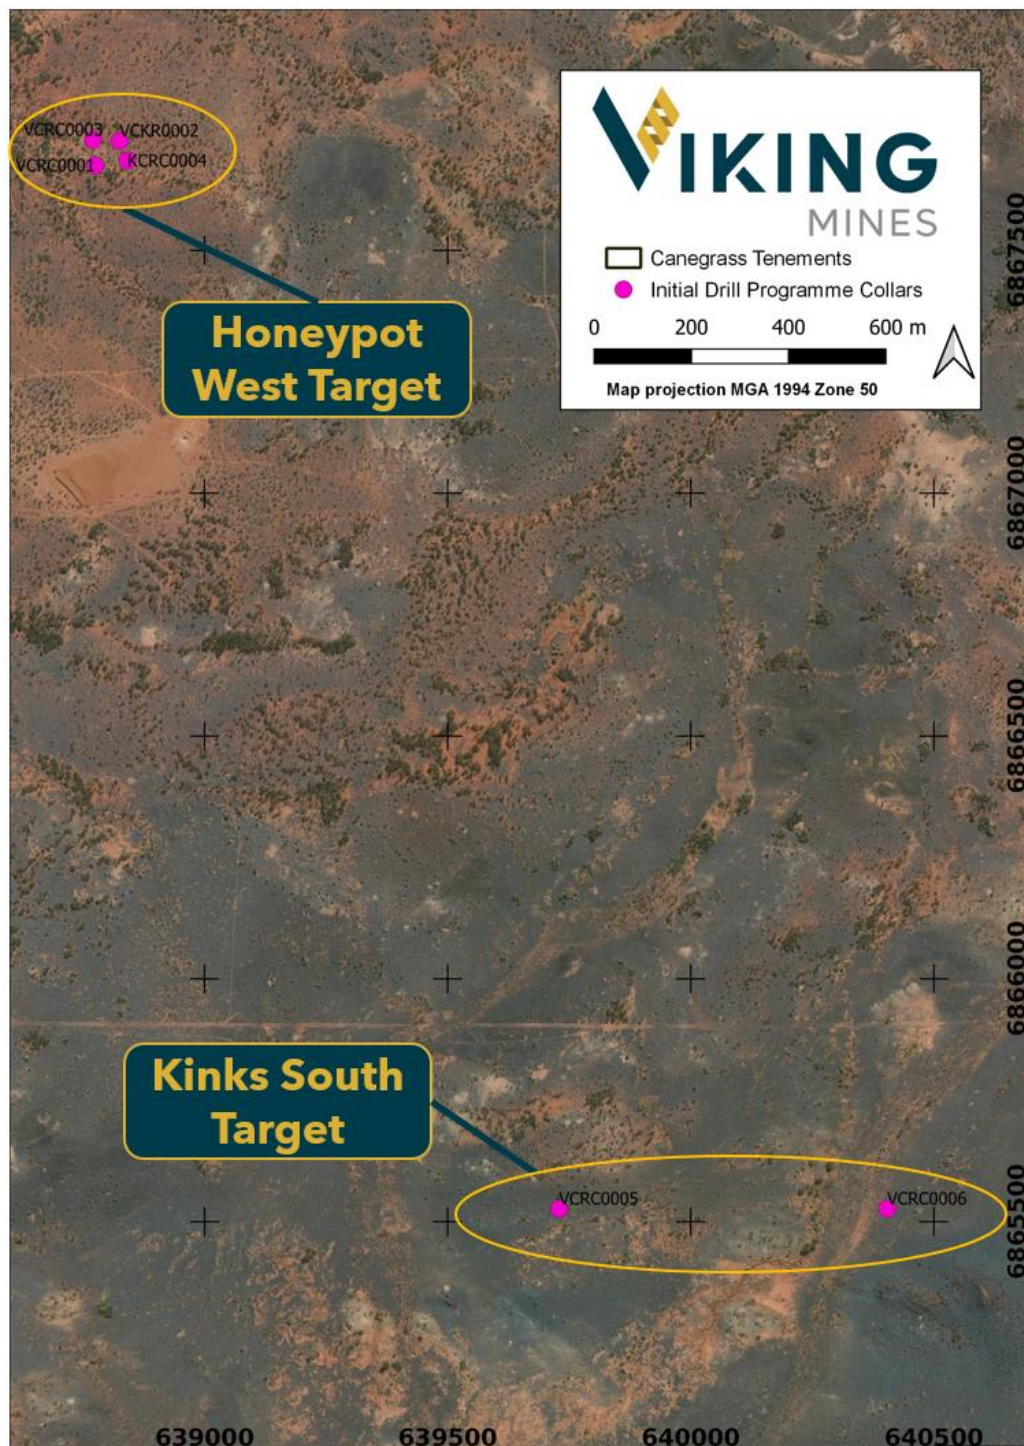 VCRC0003 VCKR0002
VCRC0001 KCRC0004
VIKING
MINES
Canegrass Tenements
Initial Drill Programme Collars
0 200 400 600 m
Map projection MGA 1994 Zone 50
6867500
Honeypot
West Target
6867000
6866500
6866000
Kinks South
Target
VCRC0005 VCRC0006
6865500
639000 639500 640000 640500